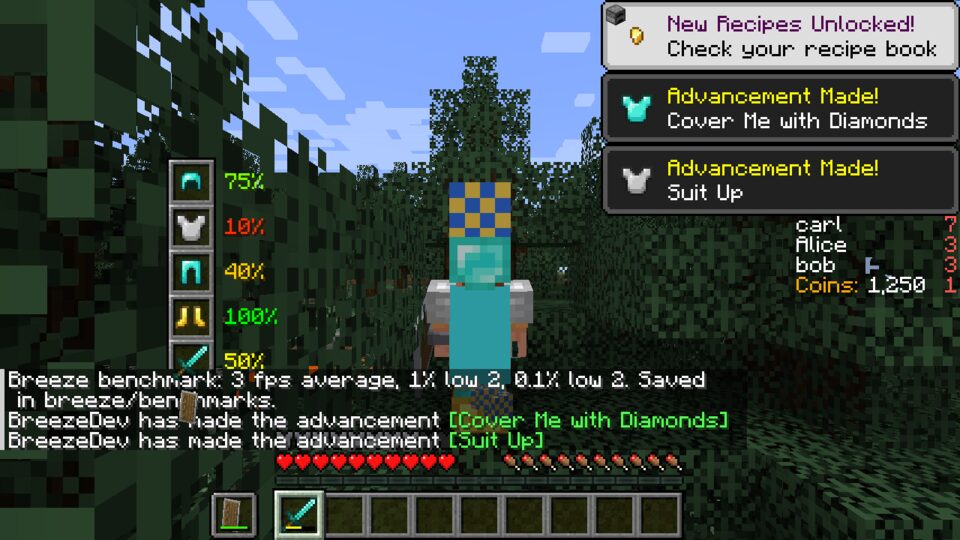 New Recipes Unlocked!
Check your recipe book
Advancement Made!
Cover Me with Diamonds
Advancement Made!
Suit Up
carl 7
Alice 3
bob 3
Coins: 1,250 1
75%
10%
40%
100%
50%
Breeze benchmark: 3 fps average, 1% low 2, 0.1% low 2. Saved
in breeze/benchmarks.
BreezeDev has made the advancement [Cover Me with Diamonds]
BreezeDev has made the advancement [Suit Up]